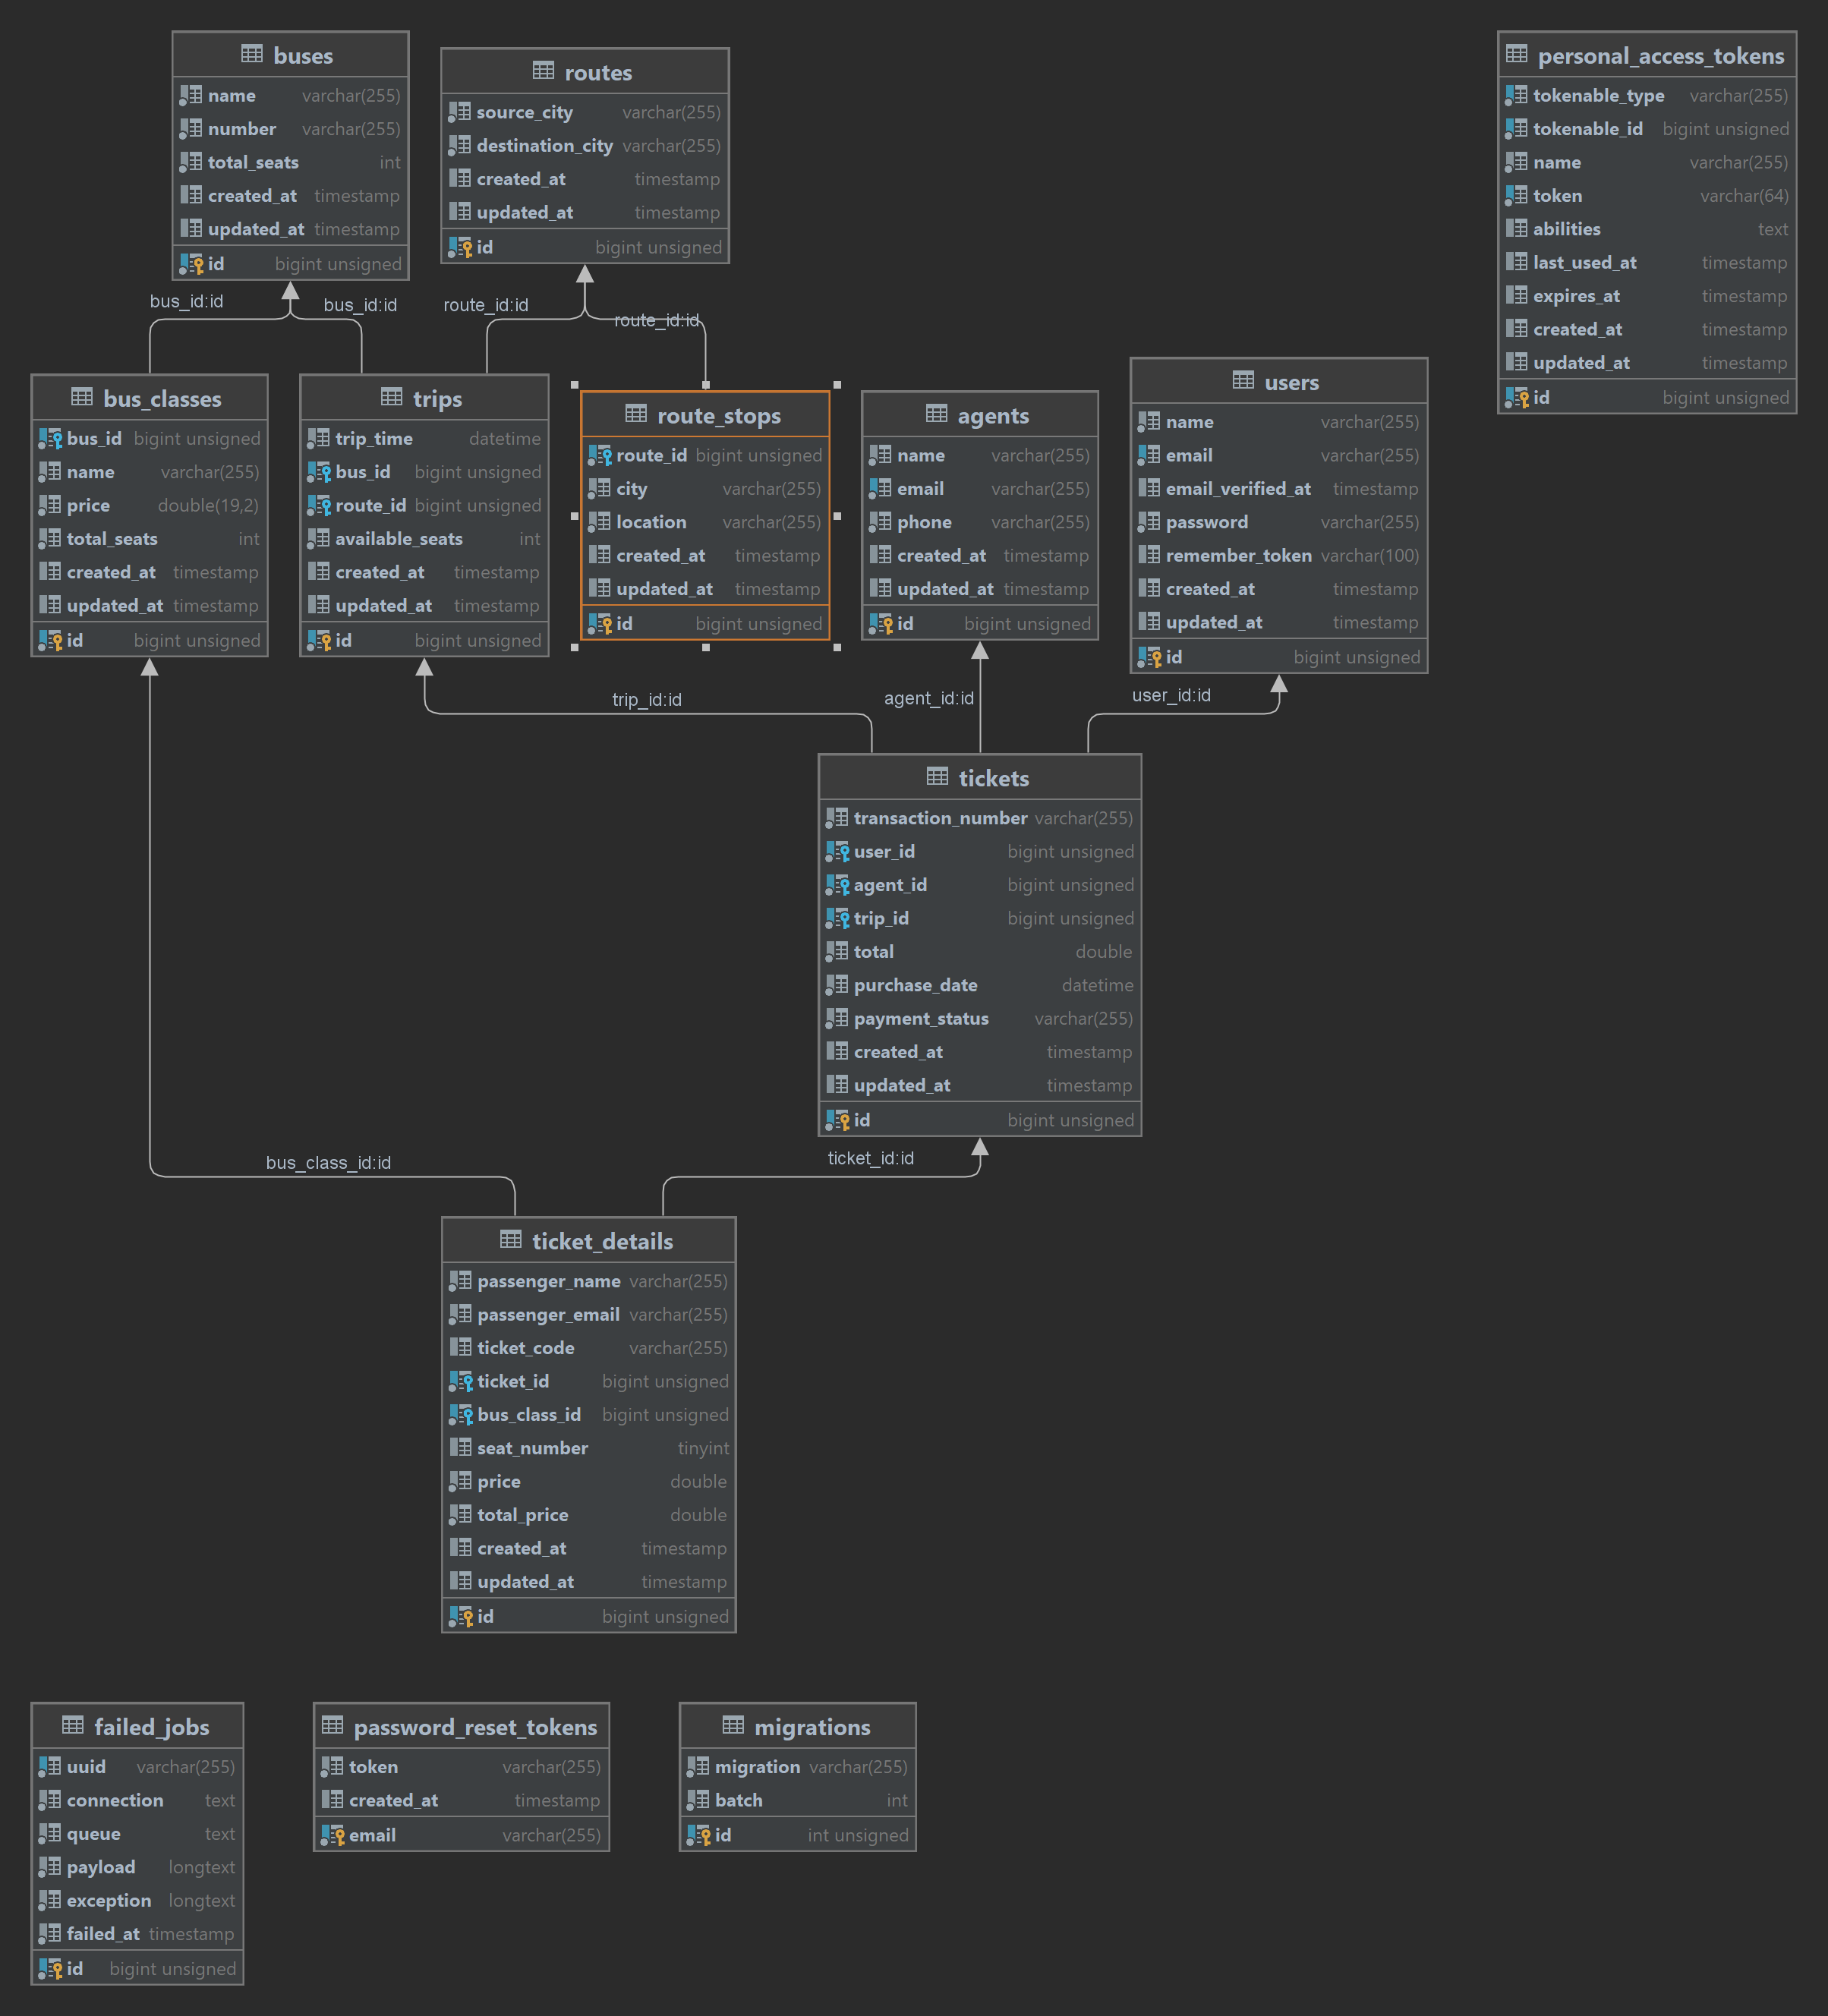 buses
name varchar(255)
number varchar(255)
total_seats int
created_at timestamp
updated_at timestamp
id bigint unsigned
routes
source_city varchar(255)
destination_city varchar(255)
created_at timestamp
updated_at timestamp
id bigint unsigned
personal_access_tokens
tokenable_type varchar(255)
tokenable_id bigint unsigned
name varchar(255)
token varchar(64)
abilities text
last_used_at timestamp
expires_at timestamp
created_at timestamp
updated_at timestamp
id bigint unsigned
bus_id:id
bus_id:id
route_id:id
route_id:id
bus_classes
bus_id bigint unsigned
name varchar(255)
price double(19,2)
total_seats int
created_at timestamp
updated_at timestamp
id bigint unsigned
trips
trip_time datetime
bus_id bigint unsigned
route_id bigint unsigned
available_seats int
created_at timestamp
updated_at timestamp
id bigint unsigned
route_stops
route_id bigint unsigned
city varchar(255)
location varchar(255)
created_at timestamp
updated_at timestamp
id bigint unsigned
agents
name varchar(255)
email varchar(255)
phone varchar(255)
created_at timestamp
updated_at timestamp
id bigint unsigned
users
name varchar(255)
email varchar(255)
email_verified_at timestamp
password varchar(255)
remember_token varchar(100)
created_at timestamp
updated_at timestamp
id bigint unsigned
trip_id:id
agent_id:id
user_id:id
tickets
transaction_number varchar(255)
user_id bigint unsigned
agent_id bigint unsigned
trip_id bigint unsigned
total double
purchase_date datetime
payment_status varchar(255)
created_at timestamp
updated_at timestamp
id bigint unsigned
bus_class_id:id
ticket_id:id
ticket_details
passenger_name varchar(255)
passenger_email varchar(255)
ticket_code varchar(255)
ticket_id bigint unsigned
bus_class_id bigint unsigned
seat_number tinyint
price double
total_price double
created_at timestamp
updated_at timestamp
id bigint unsigned
failed_jobs
uuid varchar(255)
connection text
queue text
payload longtext
exception longtext
failed_at timestamp
id bigint unsigned
password_reset_tokens
token varchar(255)
created_at timestamp
email varchar(255)
migrations
migration varchar(255)
batch int
id int unsigned